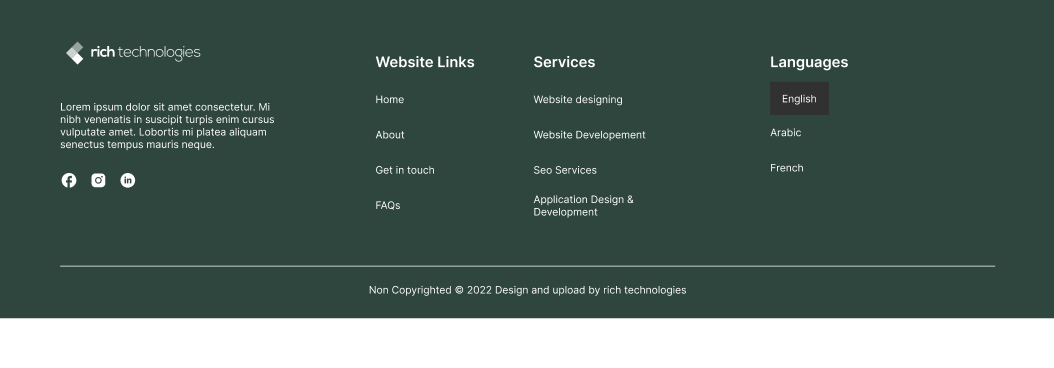 rich technologies
Lorem ipsum dolor sit amet consectetur. Mi
nibh venenatis in suscipit turpis enim cursus
vulputate amet. Lobortis mi platea aliquam
senectus tempus mauris neque.
Website Links
Home
About
Get in touch
FAQs
Services
Website designing
Website Developement
Seo Services
Application Design &
Development
Languages
English
Arabic
French
Non Copyrighted © 2022 Design and upload by rich technologies